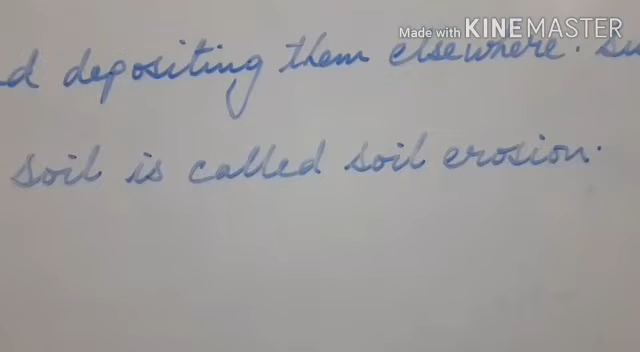 Made with KINEMASTER
d depositing them elsewhere.
soil is called soil erosion.